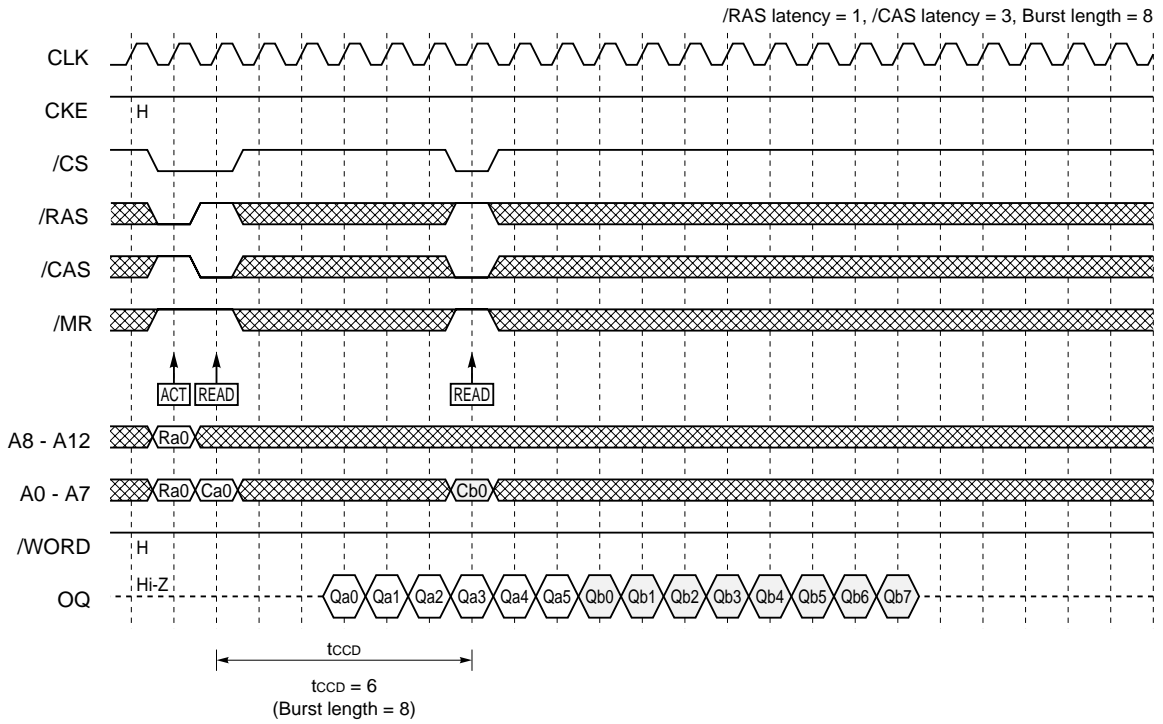 /RAS latency = 1, /CAS latency = 3, Burst length = 8
CLK
CKE H
/CS
/RAS
/CAS
/MR
ACT READ READ
A8 - A12 Ra0
A0 - A7 Ra0 Ca0 Cb0
/WORD H
OQ Hi-Z Qa0 Qa1 Qa2 Qa3 Qa4 Qa5 Qb0 Qb1 Qb2 Qb3 Qb4 Qb5 Qb6 Qb7
tCCD
tCCD = 6
(Burst length = 8)